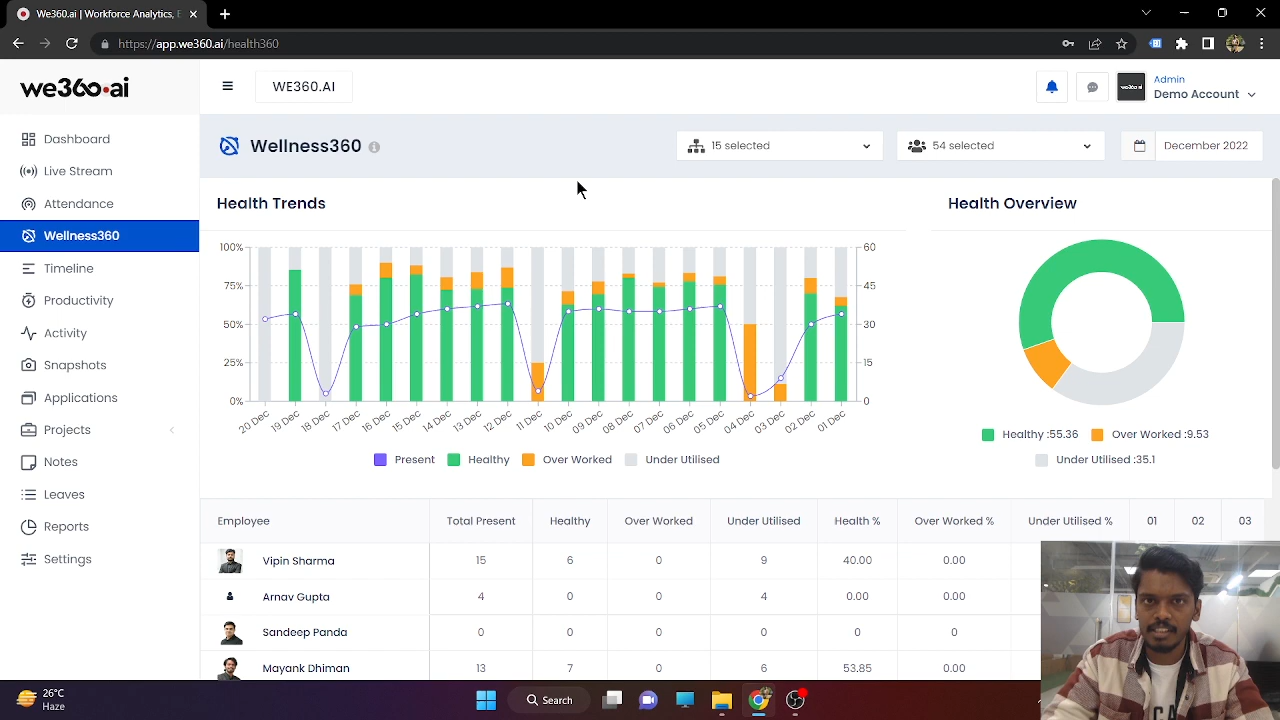 We360.ai | Workforce Analytics, E
https://app.we360.ai/health360
we360.ai
WE360.AI
Admin
Demo Account
Dashboard
Live Stream
Attendance
Wellness360
Timeline
Productivity
Activity
Snapshots
Applications
Projects
Notes
Leaves
Reports
Settings
Wellness360
15 selected
54 selected
December 2022
Health Trends
100%
75%
50%
25%
0%
60
45
30
15
0
20 Dec
19 Dec
18 Dec
17 Dec
16 Dec
15 Dec
14 Dec
13 Dec
12 Dec
11 Dec
10 Dec
09 Dec
08 Dec
07 Dec
06 Dec
05 Dec
04 Dec
03 Dec
02 Dec
01 Dec
Present Healthy Over Worked Under Utilised
Health Overview
Healthy :55.36 Over Worked :9.53
Under Utilised :35.1
Employee Total Present Healthy Over Worked Under Utilised Health % Over Worked % Under Utilised % 01 02 03
Vipin Sharma 15 6 0 9 40.00 0.00
Arnav Gupta 4 0 0 4 0.00 0.00
Sandeep Panda 0 0 0 0 0 0
Mayank Dhiman 13 7 0 6 53.85 0.00
26°C
Haze
Search